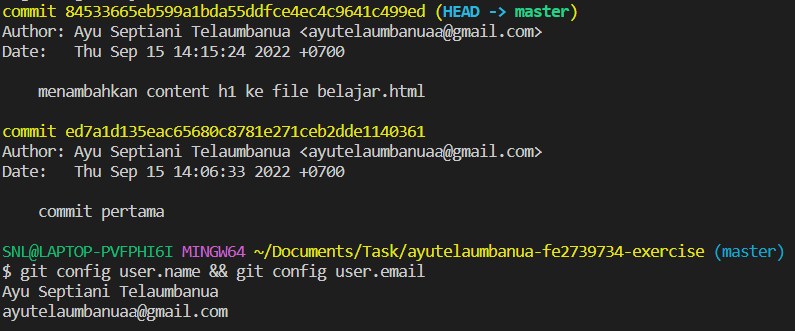 commit 84533665eb599a1bda55ddfce4ec4c9641c499ed (HEAD -> master)
Author: Ayu Septiani Telaumbanua <ayutelaumbanuaa@gmail.com>
Date:   Thu Sep 15 14:15:24 2022 +0700
menambahkan content h1 ke file belajar.html
commit ed7a1d135eac65680c8781e271ceb2dde1140361
Author: Ayu Septiani Telaumbanua <ayutelaumbanuaa@gmail.com>
Date:   Thu Sep 15 14:06:33 2022 +0700
commit pertama
SNL@LAPTOP-PVFPHI6I MINGW64 ~/Documents/Task/ayutelaumbanua-fe2739734-exercise (master)
$ git config user.name && git config user.email
Ayu Septiani Telaumbanua
ayutelaumbanuaa@gmail.com